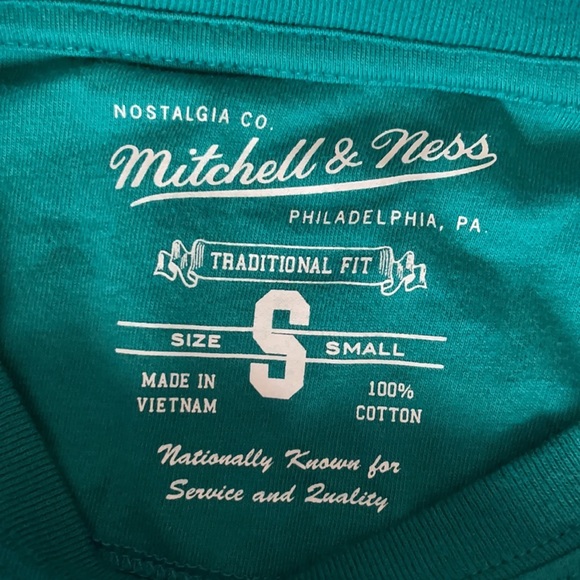 NOSTALGIA CO.
Mitchell & Ness
PHILADELPHIA, PA.
TRADITIONAL FIT
SIZE S SMALL
MADE IN VIETNAM
100% COTTON
Nationally Known for
Service and Quality